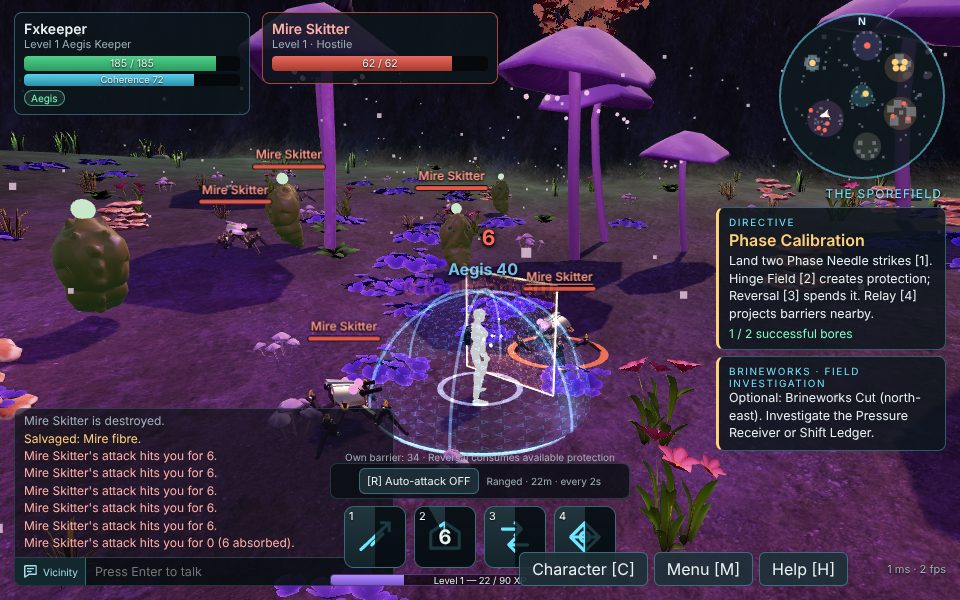 Fxkeeper
Level 1 Aegis Keeper
185 / 185
Coherence 72
Aegis
Mire Skitter
Level 1 · Hostile
62 / 62
N
THE SPOREFIELD
DIRECTIVE
Phase Calibration
Land two Phase Needle strikes [1].
Hinge Field [2] creates protection;
Reversal [3] spends it. Relay [4]
projects barriers nearby.
1 / 2 successful bores
BRINEWORKS · FIELD
INVESTIGATION
Optional: Brineworks Cut (north-
east). Investigate the Pressure
Receiver or Shift Ledger.
Mire Skitter
Mire Skitter
Mire Skitter
6
Aegis 40
Mire Skitter
Mire Skitter
Mire Skitter is destroyed.
Salvaged: Mire fibre.
Mire Skitter's attack hits you for 6.
Mire Skitter's attack hits you for 6.
Mire Skitter's attack hits you for 6.
Mire Skitter's attack hits you for 6.
Mire Skitter's attack hits you for 6.
Mire Skitter's attack hits you for 0 (6 absorbed).
Vicinity
Press Enter to talk
Own barrier: 34 · Reversal consumes available protection
[R] Auto-attack OFF
Ranged · 22m · every 2s
1
2
6
3
4
Level 1 — 22 / 90 XP
Character [C]
Menu [M]
Help [H]
1 ms · 2 fps